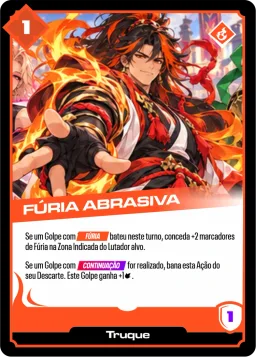 1
FÚRIA ABRASIVA
Se um Golpe com FÚRIA bateu neste turno, conceda +2 marcadores
de Fúria na Zona Indicada do Lutador alvo.
Se um Golpe com CONTINUAÇÃO for realizado, bana esta Ação do
seu Descarte. Este Golpe ganha +1 .
1
Truque